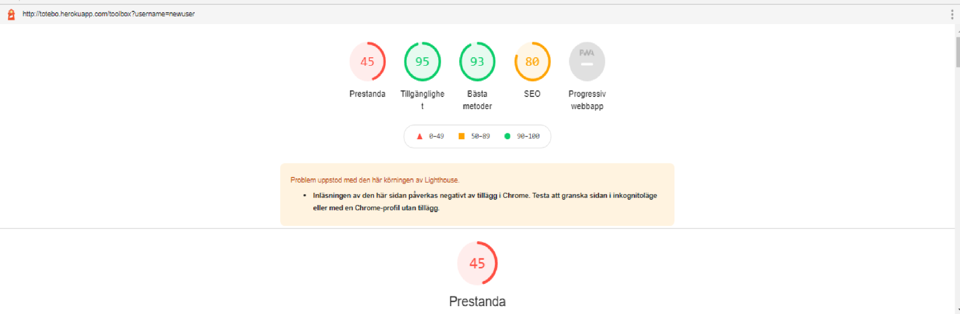 http://totebo.herokuapp.com/toolbox?username=newuser
45 95 93 80 PWA
Prestanda Tillgänglighe Bästa SEO Progressiv
t metoder webbapp
0–49 50–89 90–100
Problem uppstod med den här körningen av Lighthouse.
• Inläsningen av den här sidan påverkas negativt av tillägg i Chrome. Testa att granska sidan i inkognitoläge
eller med en Chrome-profil utan tillägg.
45
Prestanda